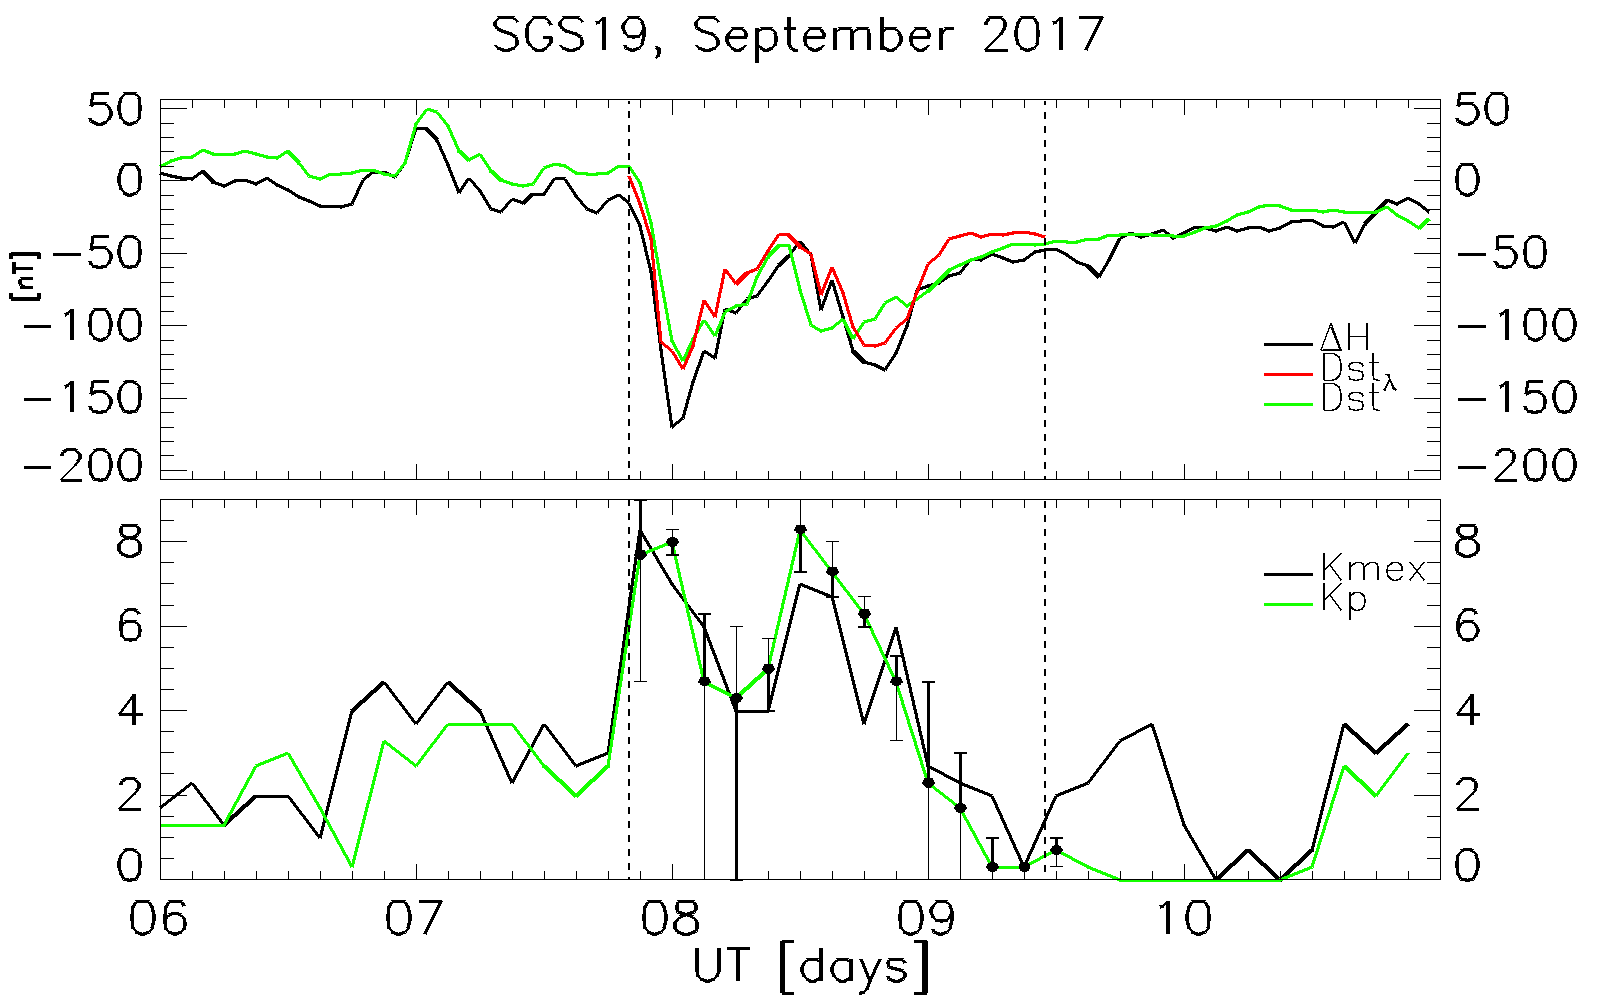 SGS19, September 2017
50 50
0 0
−50 −50
−100 −100
−150 −150
−200 −200
[nT]
ΔH
Dstλ
Dst
8 8
6 6
4 4
2 2
0 0
Kmex
Kp
06 07 08 09 10
UT [days]